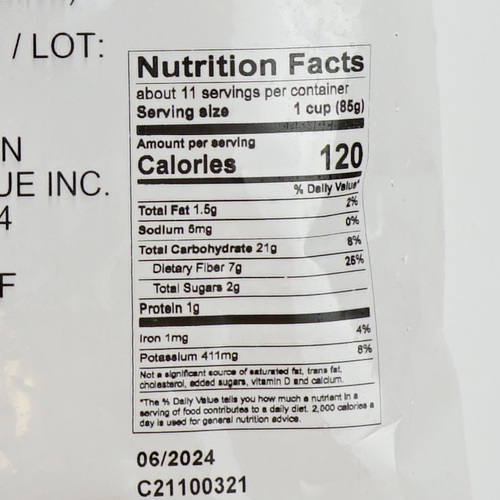 / LOT:
N
UE INC.
4
F
Nutrition Facts
about 11 servings per container
Serving size 1 cup (85g)
Amount per serving
Calories 120
% Daily Value*
Total Fat 1.5g 2%
Sodium 5mg 0%
Total Carbohydrate 21g 8%
Dietary Fiber 7g 25%
Total Sugars 2g
Protein 1g
Iron 1mg 4%
Potassium 411mg 8%
Not a significant source of saturated fat, trans fat,
cholesterol, added sugars, vitamin D and calcium.
*The % Daily Value tells you how much a nutrient in a
serving of food contributes to a daily diet. 2,000 calories a
day is used for general nutrition advice.
06/2024
C21100321